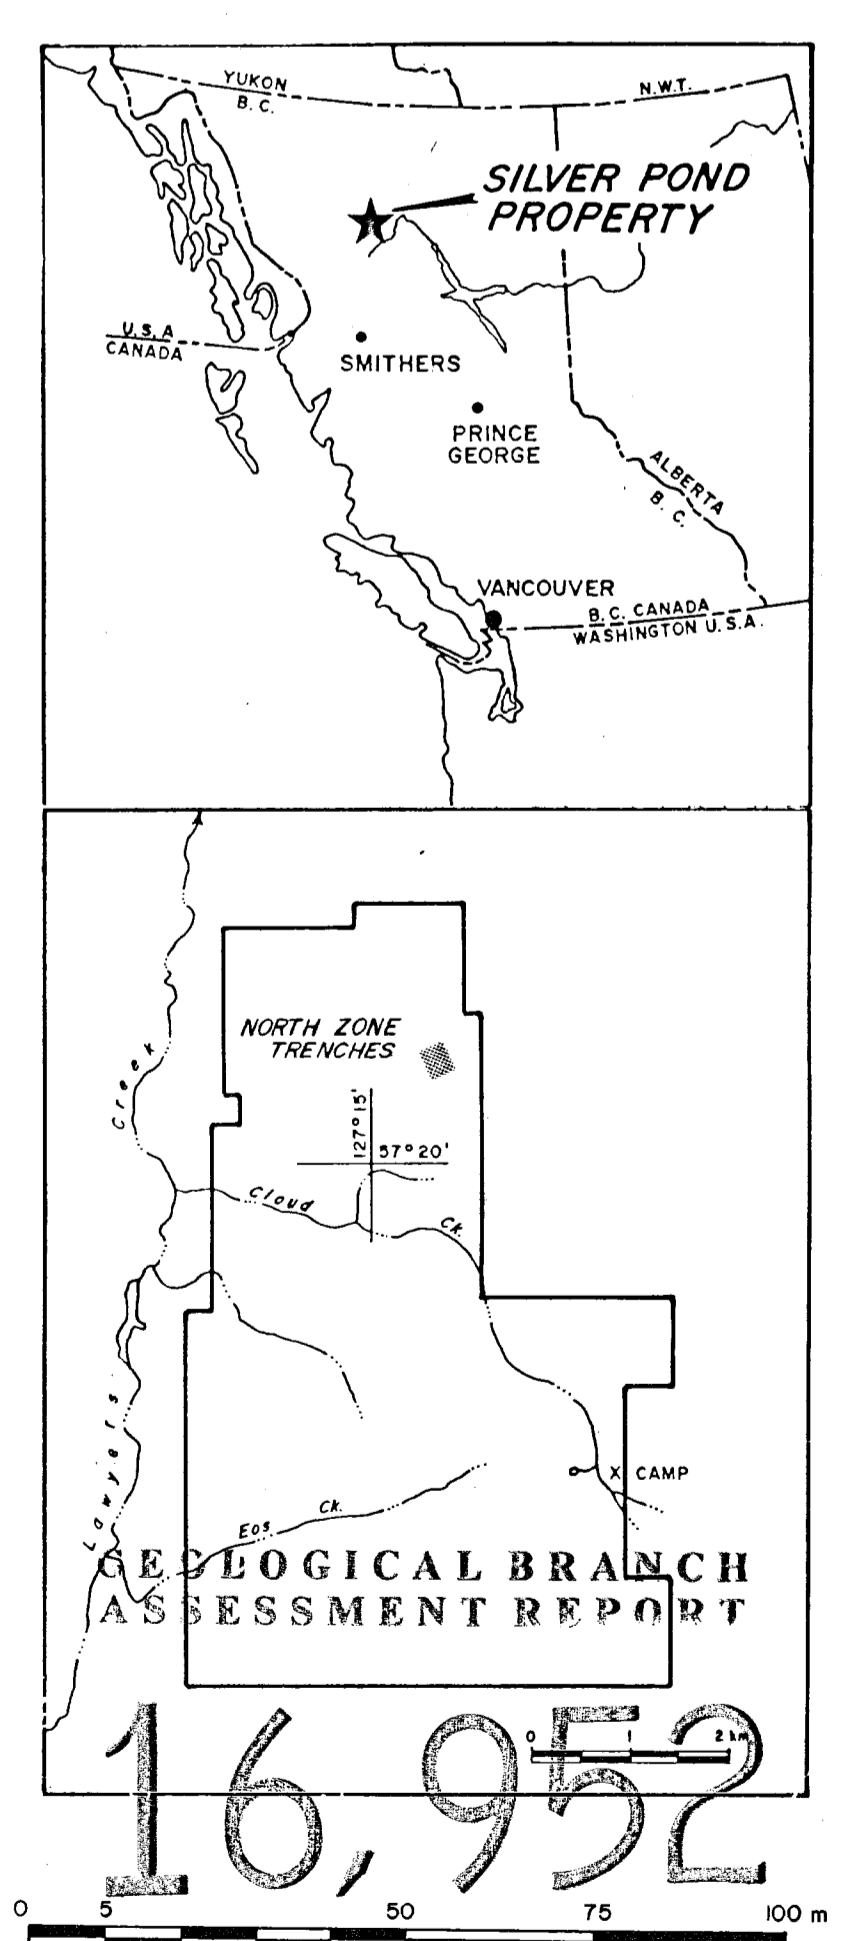 YUKON
B. C.
N.W.T.
SILVER POND
PROPERTY
U.S.A
CANADA
SMITHERS
PRINCE
GEORGE
ALBERTA
B. C.
VANCOUVER
B.C. CANADA
WASHINGTON U.S.A.
NORTH ZONE
TRENCHES
Creek
127° 15'
57° 20'
Cloud
Ck.
Lawyers
X CAMP
Ck.
Eos
GEOLOGICAL BRANCH
ASSESSMENT REPORT
0 1 2 km
16,952
0 5 50 75 100 m